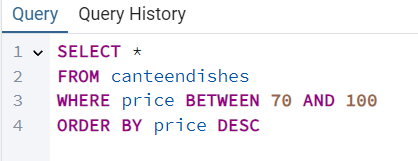 Query Query History
1 SELECT *
2 FROM canteendishes
3 WHERE price BETWEEN 70 AND 100
4 ORDER BY price DESC